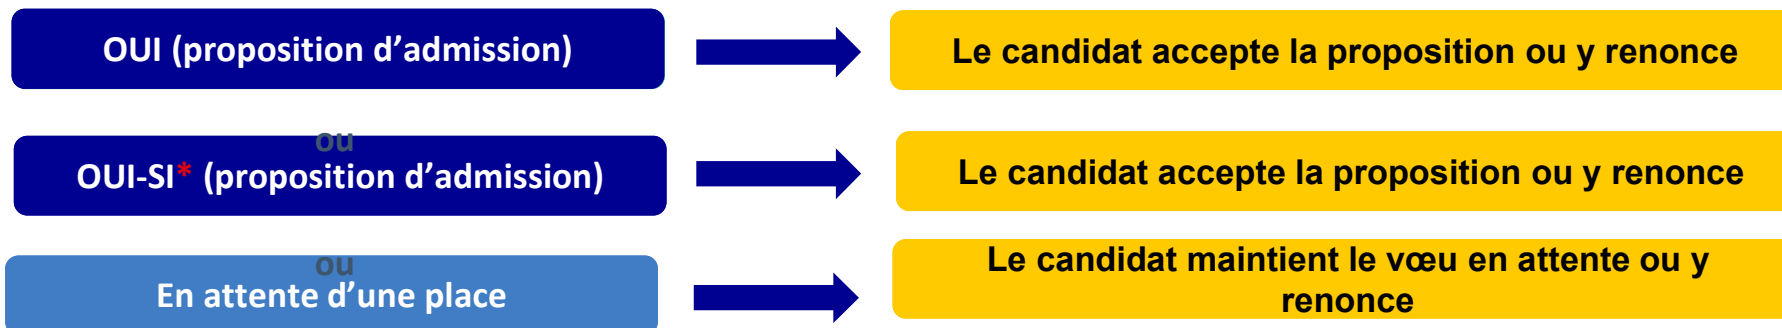 OUI (proposition d’admission)
Le candidat accepte la proposition ou y renonce
ou
OUI-SI* (proposition d’admission)
Le candidat accepte la proposition ou y renonce
ou
En attente d’une place
Le candidat maintient le vœu en attente ou y
renonce